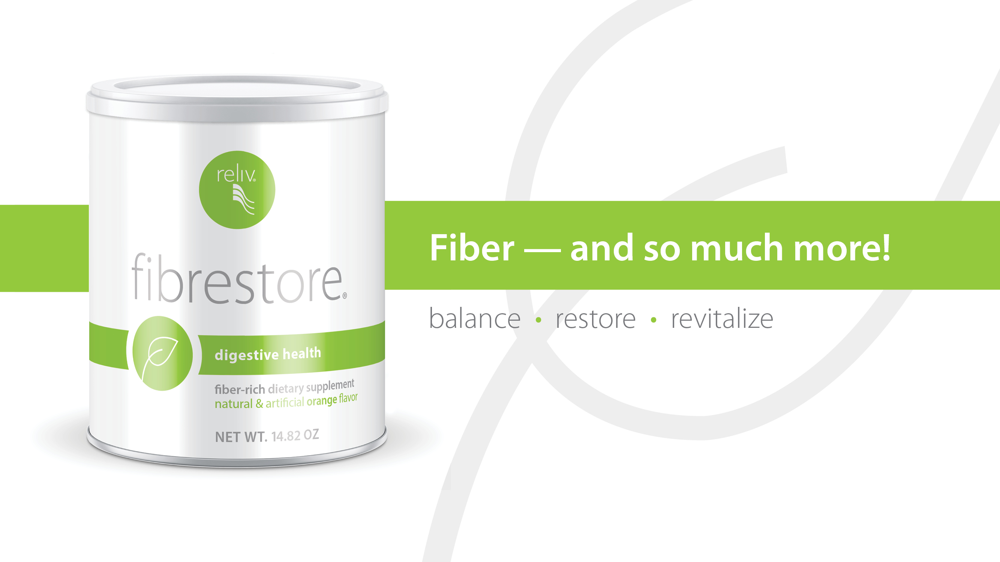 reliv®
fibrestore®
digestive health
fiber-rich dietary supplement
natural & artificial orange flavor
NET WT. 14.82 OZ
Fiber — and so much more!
balance • restore • revitalize